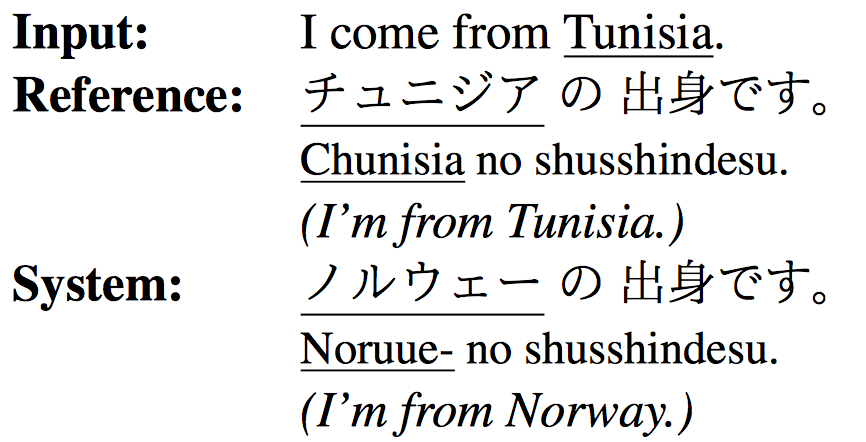 Input: I come from Tunisia.
Reference: チュニジア の 出身です。
Chunisia no shusshindesu.
(I'm from Tunisia.)
System: ノルウェー の 出身です。
Noruue- no shusshindesu.
(I'm from Norway.)